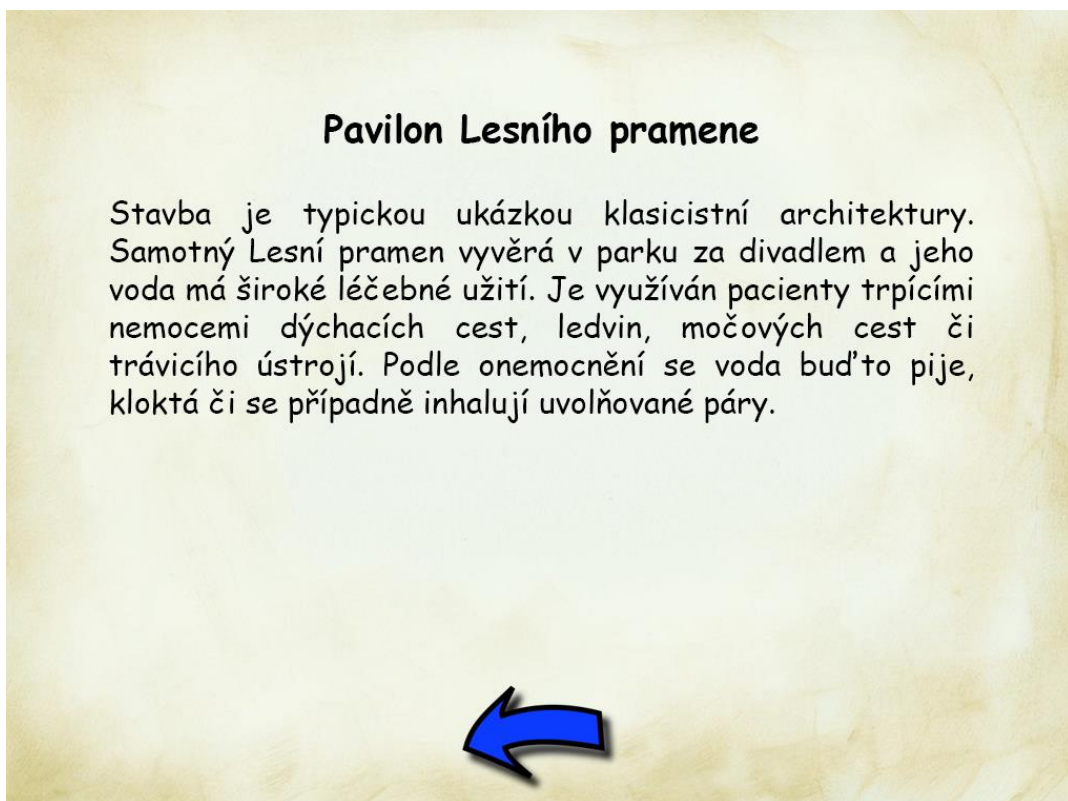 Pavilon Lesního pramene
Stavba je typickou ukázkou klasicistní architektury.
Samotný Lesní pramen vyvěrá v parku za divadlem a jeho
voda má široké léčebné užití. Je využíván pacienty trpícími
nemocemi dýchacích cest, ledvin, močových cest či
trávicího ústrojí. Podle onemocnění se voda buďto pije,
kloktá či se případně inhalují uvolňované páry.